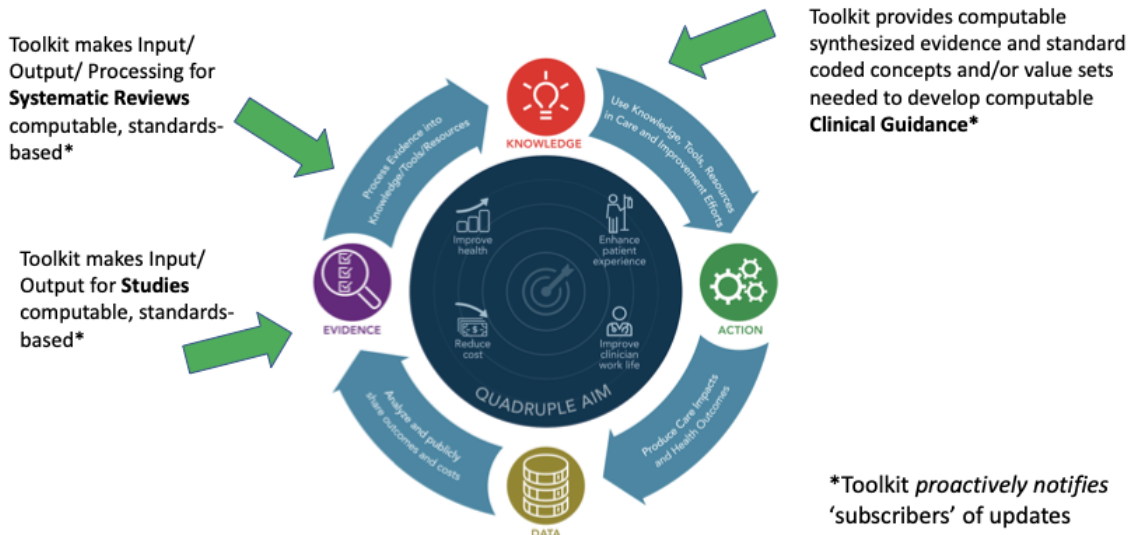 Toolkit makes Input/
Output/ Processing for
Systematic Reviews
computable, standards-
based*
Toolkit provides computable
synthesized evidence and standard
coded concepts and/or value sets
needed to develop computable
Clinical Guidance*
Process Evidence into
Knowledge/Tools/Resources
KNOWLEDGE
Use Knowledge, Tools, Resources
in Care and Improvement Efforts
Improve
health
Enhance
patient
experience
Toolkit makes Input/
Output for Studies
computable, standards-
based*
EVIDENCE
ACTION
Reduce
cost
Improve
clinician
work life
QUADRUPLE AIM
Analyze and publicly
share outcomes and costs
Produce Care Impacts
and Health Outcomes
DATA
*Toolkit proactively notifies
‘subscribers’ of updates